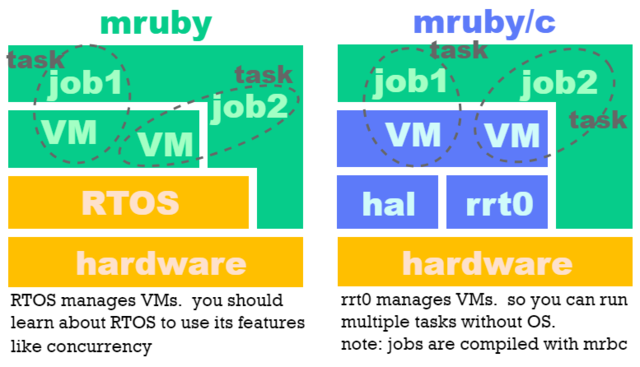 mruby
task
job1
task
job2
VM
VM
RTOS
hardware
RTOS manages VMs. you should
learn about RTOS to use its features
like concurrency
mruby/c
task
job1
job2
task
VM
VM
hal
rrt0
hardware
rrt0 manages VMs. so you can run
multiple tasks without OS.
note: jobs are compiled with mrbc